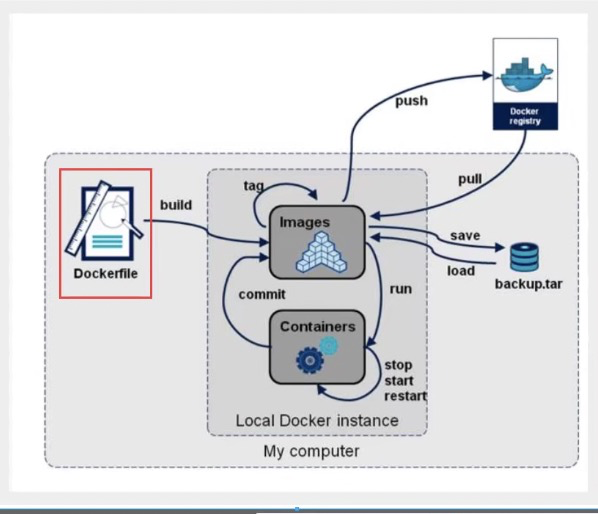 push
Docker
registry
pull
tag
build
Images
save
load
Dockerfile
backup.tar
commit
run
Containers
stop
start
restart
Local Docker instance
My computer